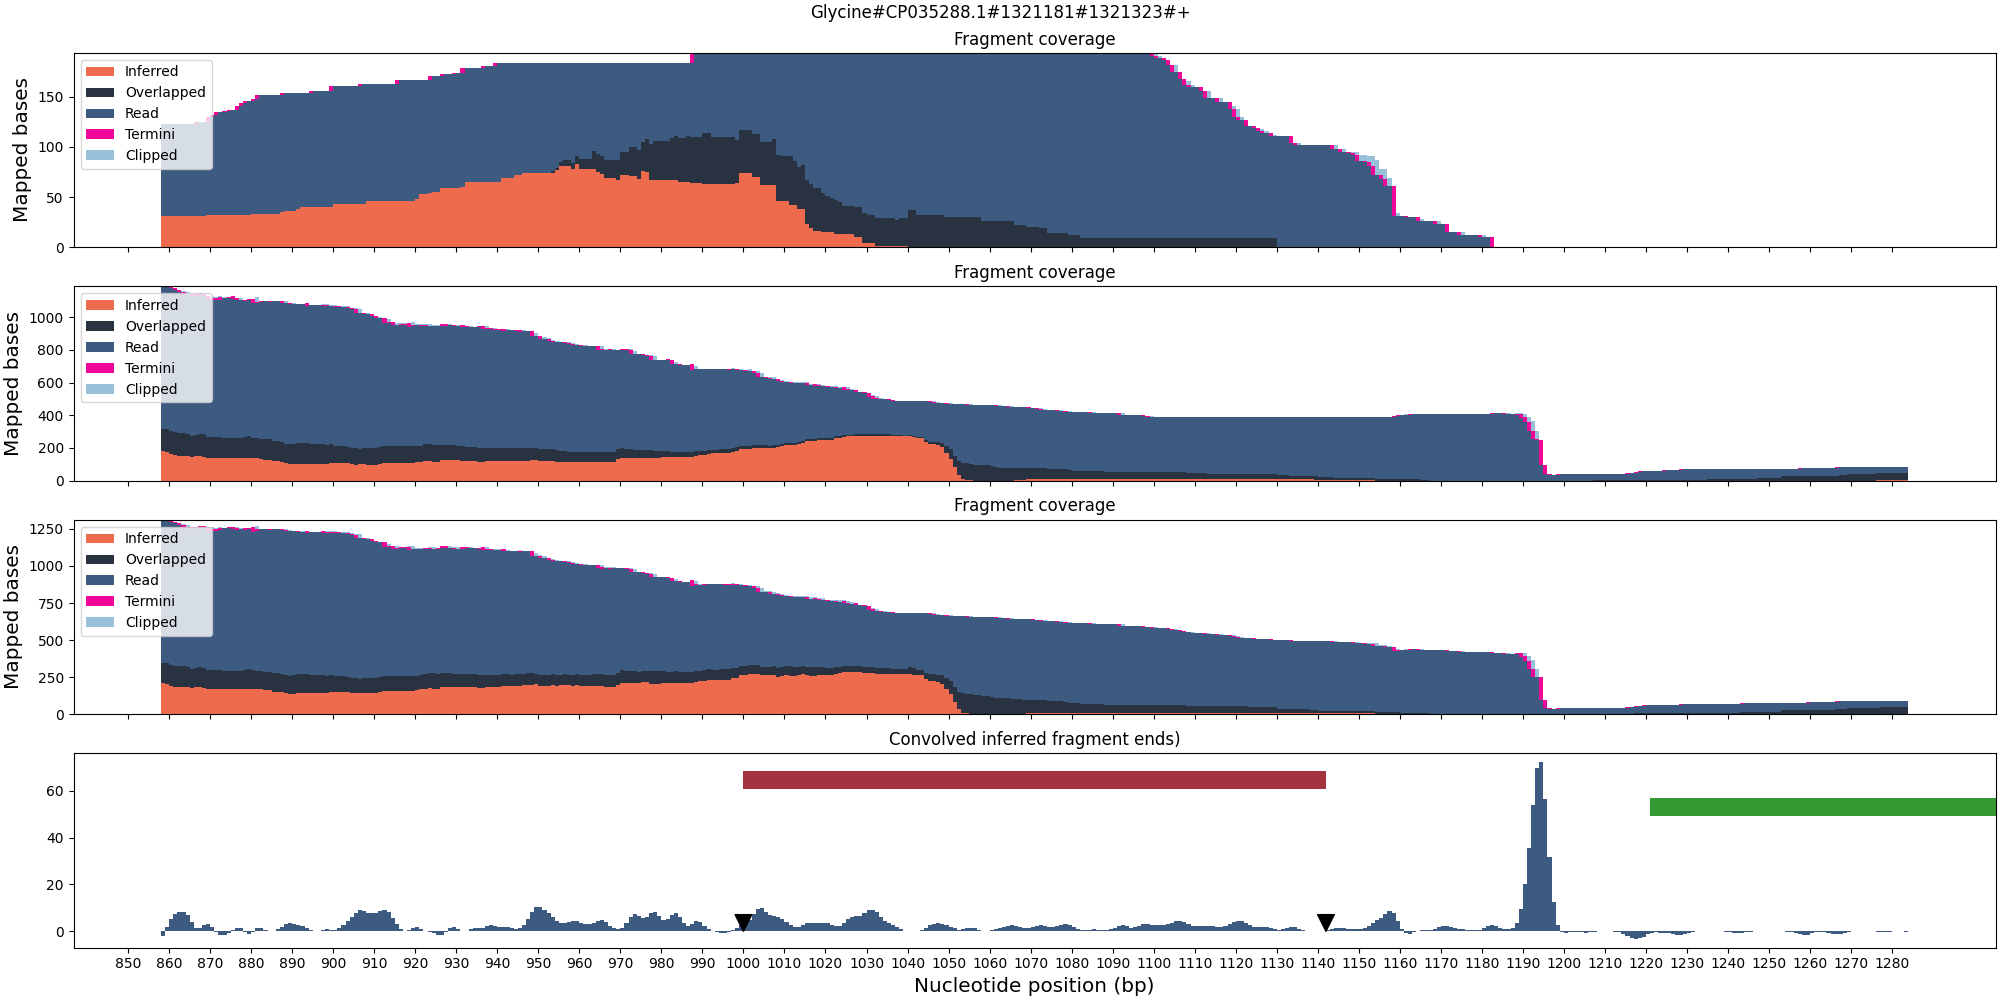 Glycine#CP035288.1#1321181#1321323#+
Fragment coverage
Mapped bases
150
100
50
0
Inferred
Overlapped
Read
Termini
Clipped
Fragment coverage
Mapped bases
1000
800
600
400
200
0
Inferred
Overlapped
Read
Termini
Clipped
Fragment coverage
Mapped bases
1250
1000
750
500
250
0
Inferred
Overlapped
Read
Termini
Clipped
Convolved inferred fragment ends)
60
40
20
0
850 860 870 880 890 900 910 920 930 940 950 960 970 980 990 1000 1010 1020 1030 1040 1050 1060 1070 1080 1090 1100 1110 1120 1130 1140 1150 1160 1170 1180 1190 1200 1210 1220 1230 1240 1250 1260 1270 1280
Nucleotide position (bp)